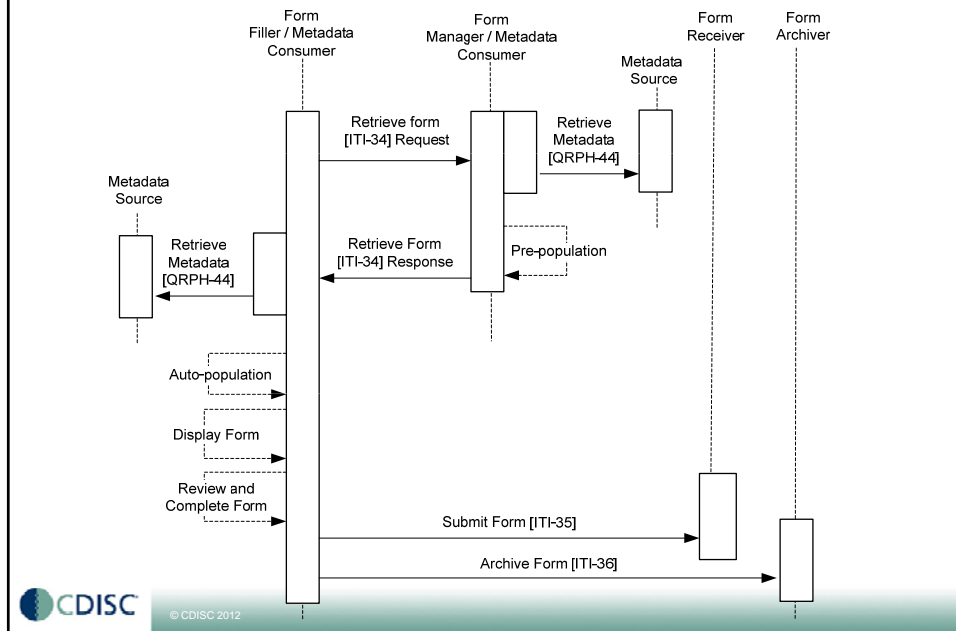 Form
Filler / Metadata
Consumer
Form
Manager / Metadata
Consumer
Form
Receiver
Form
Archiver
Metadata
Source
Retrieve form
[ITI-34] Request
Retrieve
Metadata
[QRPH-44]
Metadata
Source
Retrieve
Metadata
[QRPH-44]
Retrieve Form
[ITI-34] Response
Pre-population
Auto-population
Display Form
Review and
Complete Form
Submit Form [ITI-35]
Archive Form [ITI-36]
CDISC
© CDISC 2012